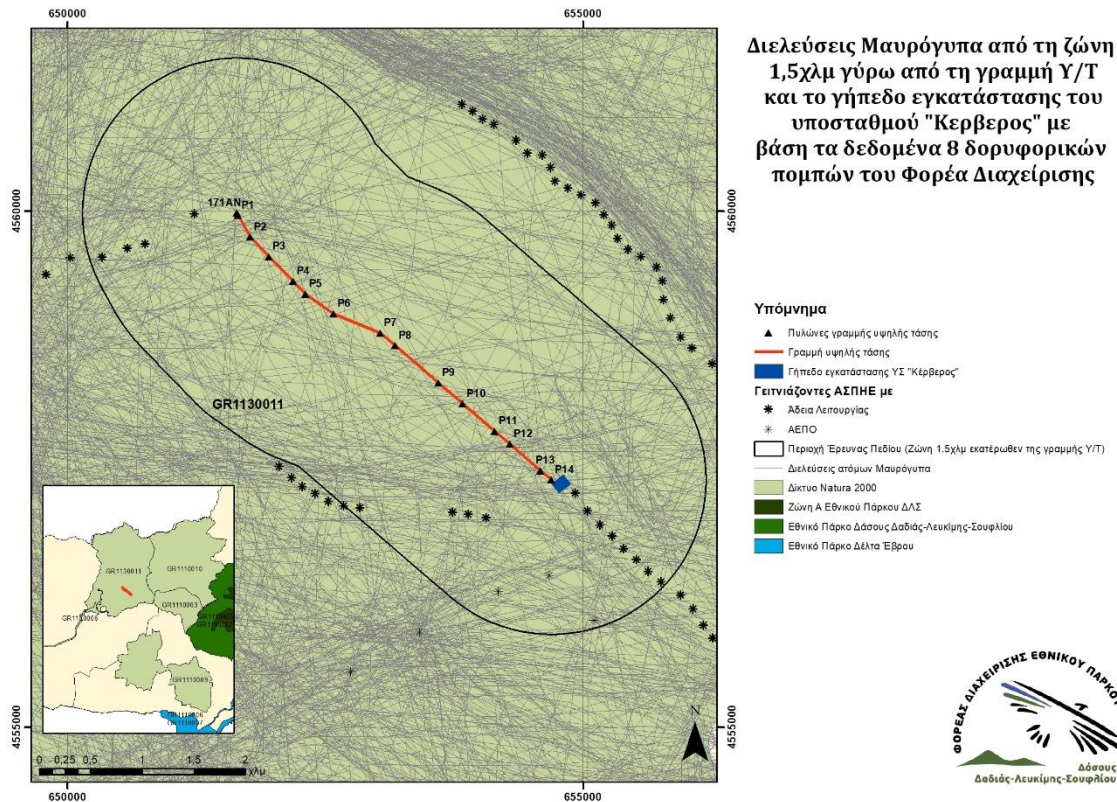 650000
655000
Διελεύσεις Μαυρόγυπα από τη ζώνη
1,5χλμ γύρω από τη γραμμή Υ/Τ
και το γήπεδο εγκατάστασης του
υποσταθμού "Κερβερος" με
βάση τα δεδομένα 8 δορυφορικών
πομπών του Φορέα Διαχείρισης
4560000
4560000
171AN
P1
P2
P3
P4
P5
P6
P7
P8
P9
P10
P11
P12
P13
P14
GR1130011
Υπόμνημα
Πυλώνες γραμμής υψηλής τάσης
Γραμμή υψηλής τάσης
Γήπεδο εγκατάστασης ΥΣ "Κέρβερος"
Γειτνιάζοντες ΑΣΠΗΕ με
Άδεια Λειτουργίας
ΑΕΠΟ
Περιοχή Έρευνας Πεδίου (Ζώνη 1.5χλμ εκατέρωθεν της γραμμής Υ/Τ)
Διελεύσεις ατόμων Μαυρόγυπα
Δίκτυο Natura 2000
Ζώνη Α Εθνικού Πάρκου ΔΛΣ
Εθνικό Πάρκο Δάσους Δαδιάς-Λευκίμης-Σουφλίου
Εθνικό Πάρκο Δέλτα Έβρου
GR1130011
GR1110010
GR1130006
GR1110003
GR1110009
4555000
4555000
N
0 0,25 0,5 1 1,5 2
χλμ
650000
655000
ΦΟΡΕΑΣ ΔΙΑΧΕΙΡΙΣΗΣ ΕΘΝΙΚΟΥ ΠΑΡΚΟΥ
Δάσους
Δαδιάς-Λευκίμης-Σουφλίου